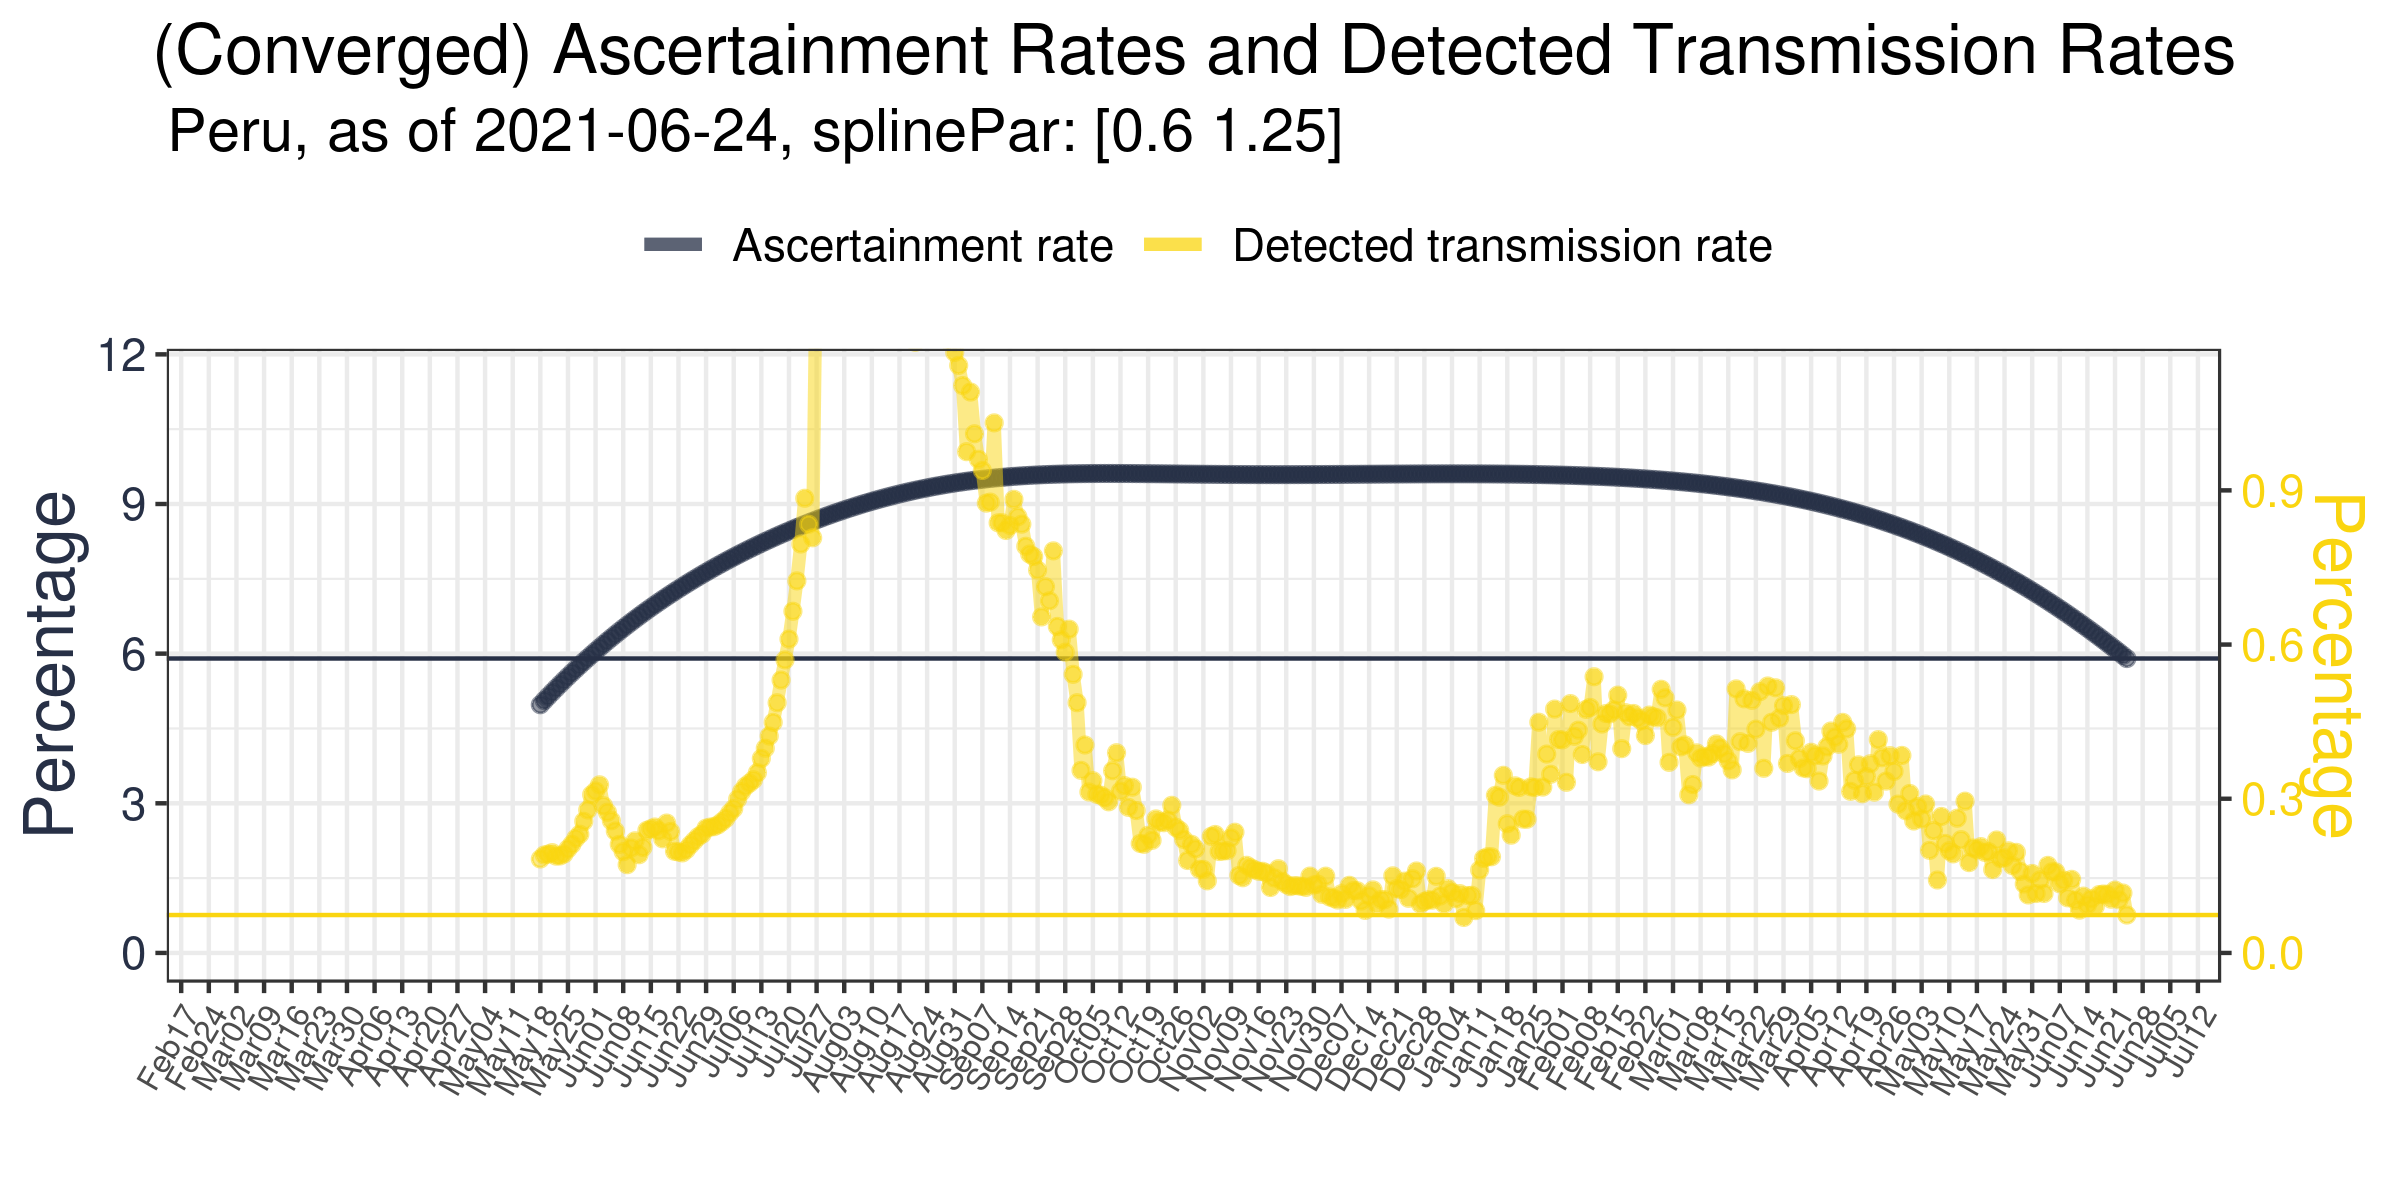 (Converged) Ascertainment Rates and Detected Transmission Rates
Peru, as of 2021-06-24, splinePar: [0.6 1.25]
Ascertainment rate
Detected transmission rate
Percentage
12
9
6
3
0
0.9
0.6
0.3
0.0
Percentage
Feb17
Feb24
Mar02
Mar09
Mar16
Mar23
Mar30
Apr06
Apr13
Apr20
Apr27
May04
May11
May18
May25
Jun01
Jun08
Jun15
Jun22
Jun29
Jul06
Jul13
Jul20
Jul27
Aug03
Aug10
Aug17
Aug24
Aug31
Sep07
Sep14
Sep21
Sep28
Oct05
Oct12
Oct19
Oct26
Nov02
Nov09
Nov16
Nov23
Nov30
Dec07
Dec14
Dec21
Dec28
Jan04
Jan11
Jan18
Jan25
Feb01
Feb08
Feb15
Feb22
Mar01
Mar08
Mar15
Mar22
Mar29
Apr05
Apr12
Apr19
Apr26
May03
May10
May17
May24
May31
Jun07
Jun14
Jun21
Jun28
Jul05
Jul12